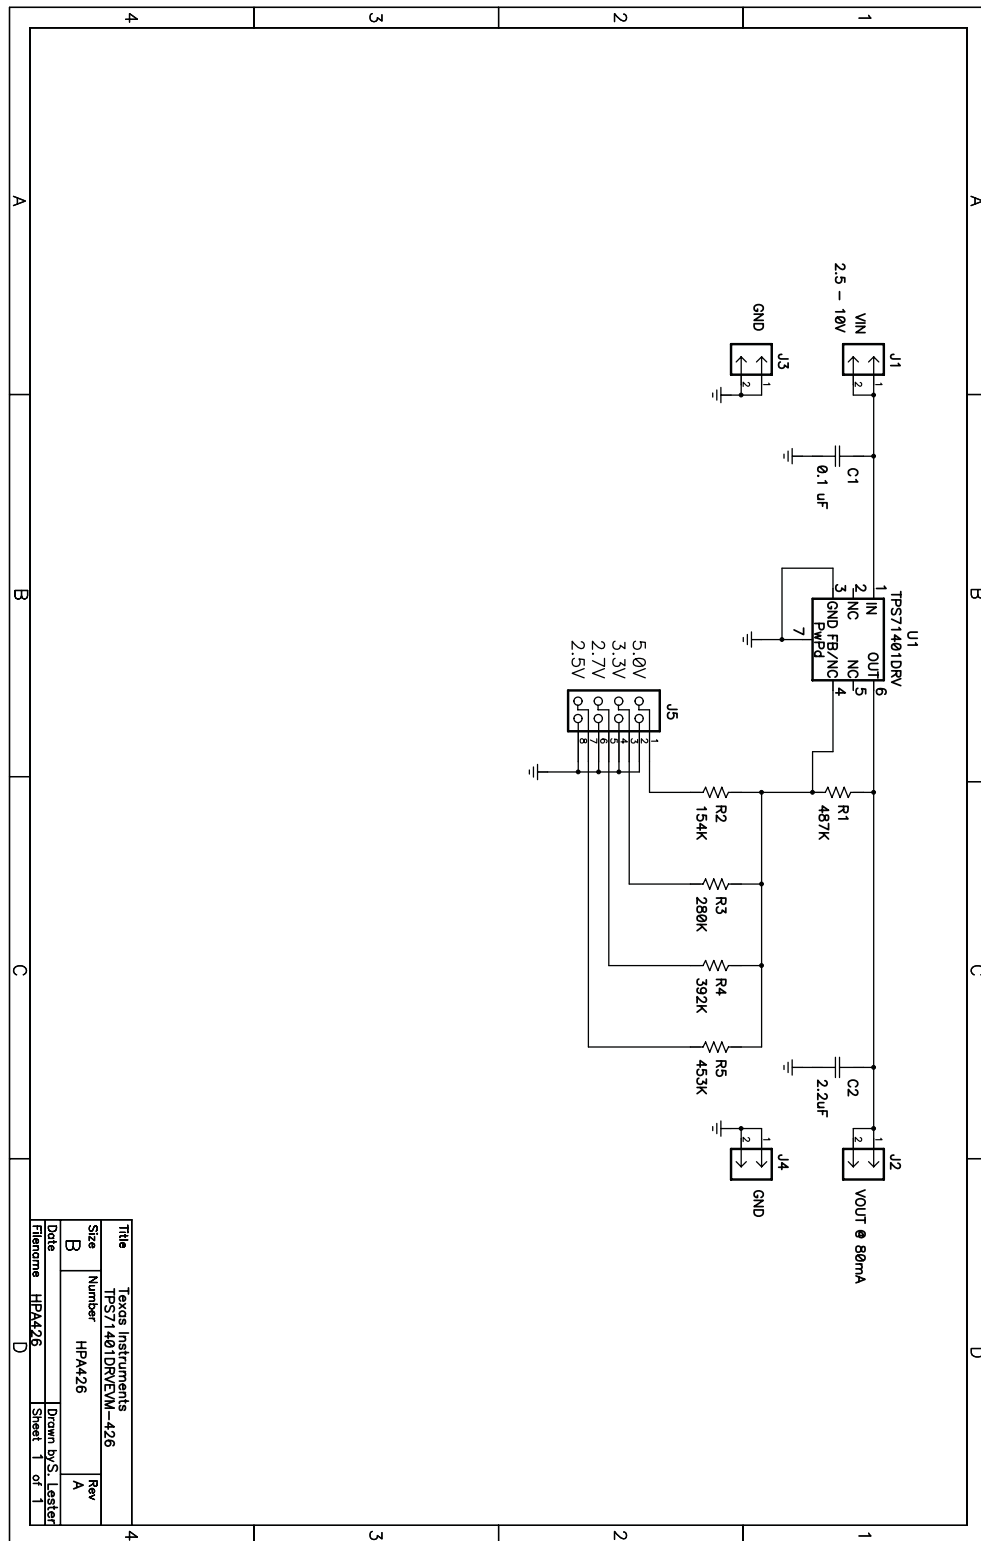 1
2
3
4
A
B
C
D
VIN
2.5 – 10V
J1
1
2
GND
J3
1
2
C1
0.1 uF
U1
TPS71401DRV
1
IN
OUT
6
2
NC
NC
5
3
GND
FB/NC
4
PwPd
7
R1
487K
C2
2.2uF
J2
1
2
VOUT @ 80mA
J4
1
2
GND
R2
154K
R3
280K
R4
392K
R5
453K
J5
5.0V
3.3V
2.7V
2.5V
1
2
3
4
5
6
7
8
A
B
C
D
1
2
3
4
Title
Texas Instruments
TPS71401DRVEVM–426
Size
B
Number
HPA426
Rev
A
Date
Drawn by S. Lester
Filename HPA426
Sheet 1 of 1